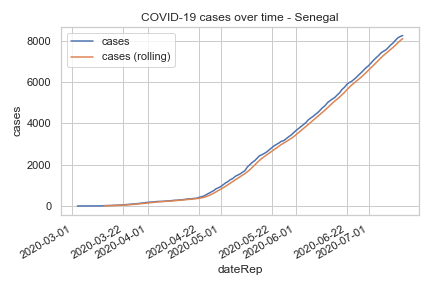 COVID-19 cases over time - Senegal
cases
cases (rolling)
8000
6000
4000
2000
0
cases
2020-03-01
2020-03-22
2020-04-01
2020-04-22
2020-05-01
2020-05-22
2020-06-01
2020-06-22
2020-07-01
dateRep